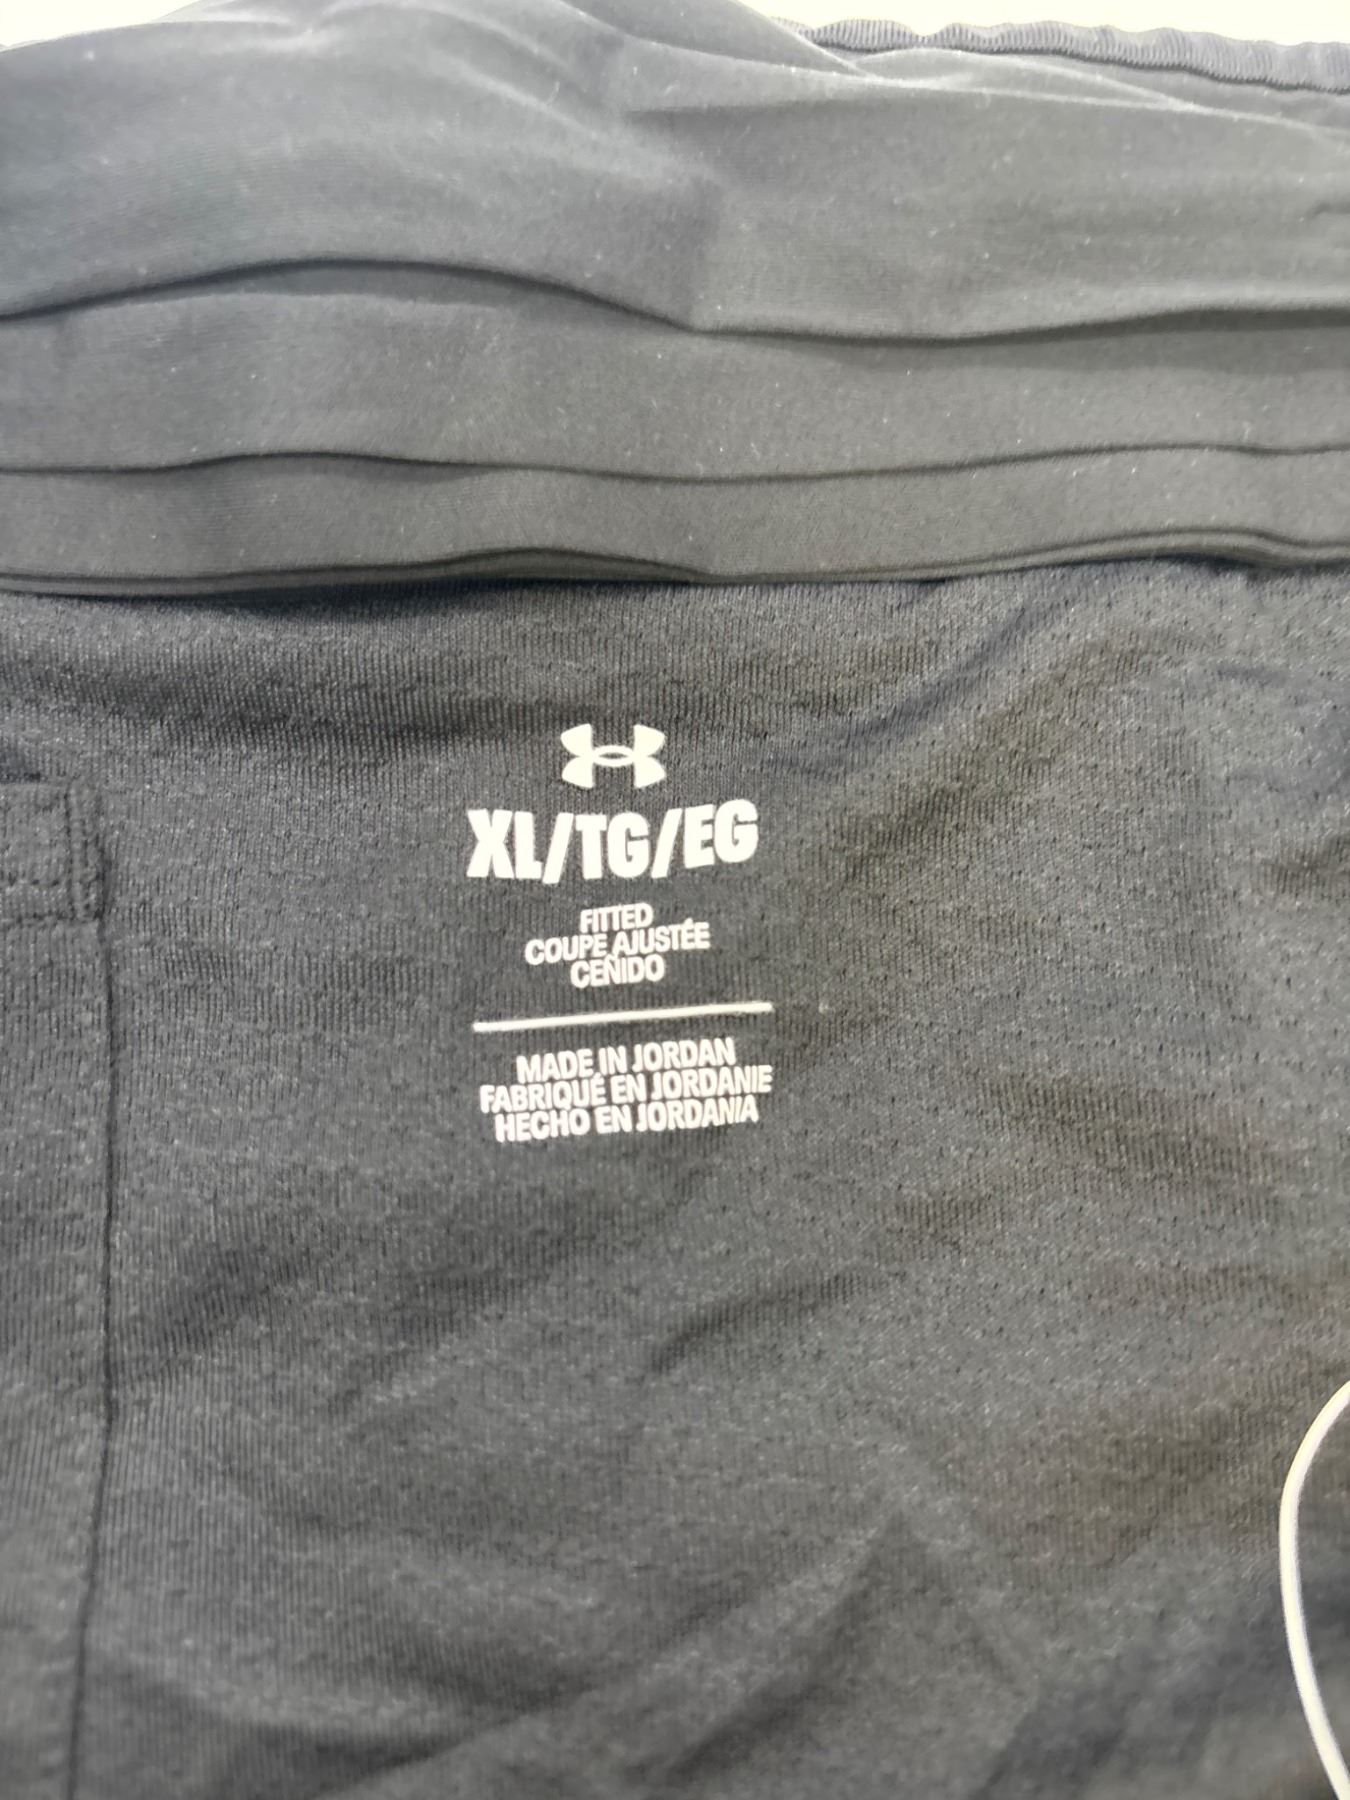 XL/TG/EG
FITTED
COUPE AJUSTÉE
CEÑIDO
MADE IN JORDAN
FABRIQUÉ EN JORDANIE
HECHO EN JORDANIA